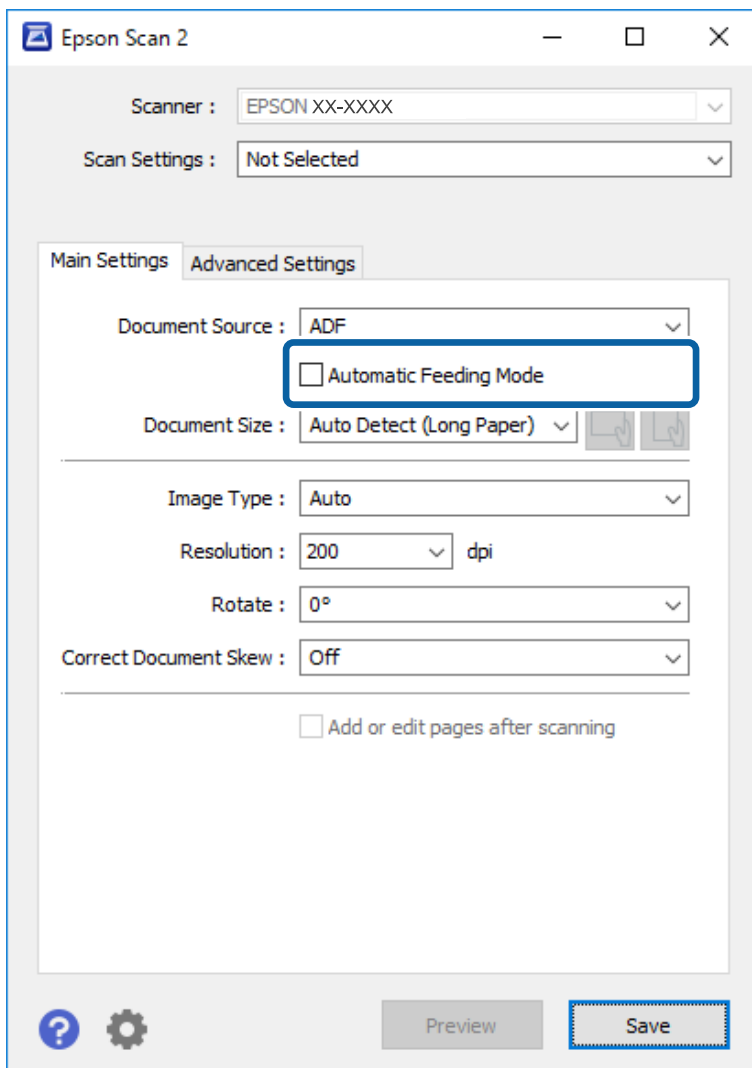 Epson Scan 2
Scanner : EPSON XX-XXXX
Scan Settings : Not Selected
Main Settings Advanced Settings
Document Source : ADF
Automatic Feeding Mode
Document Size : Auto Detect (Long Paper)
Image Type : Auto
Resolution : 200 dpi
Rotate : 0°
Correct Document Skew : Off
Add or edit pages after scanning
? Preview Save